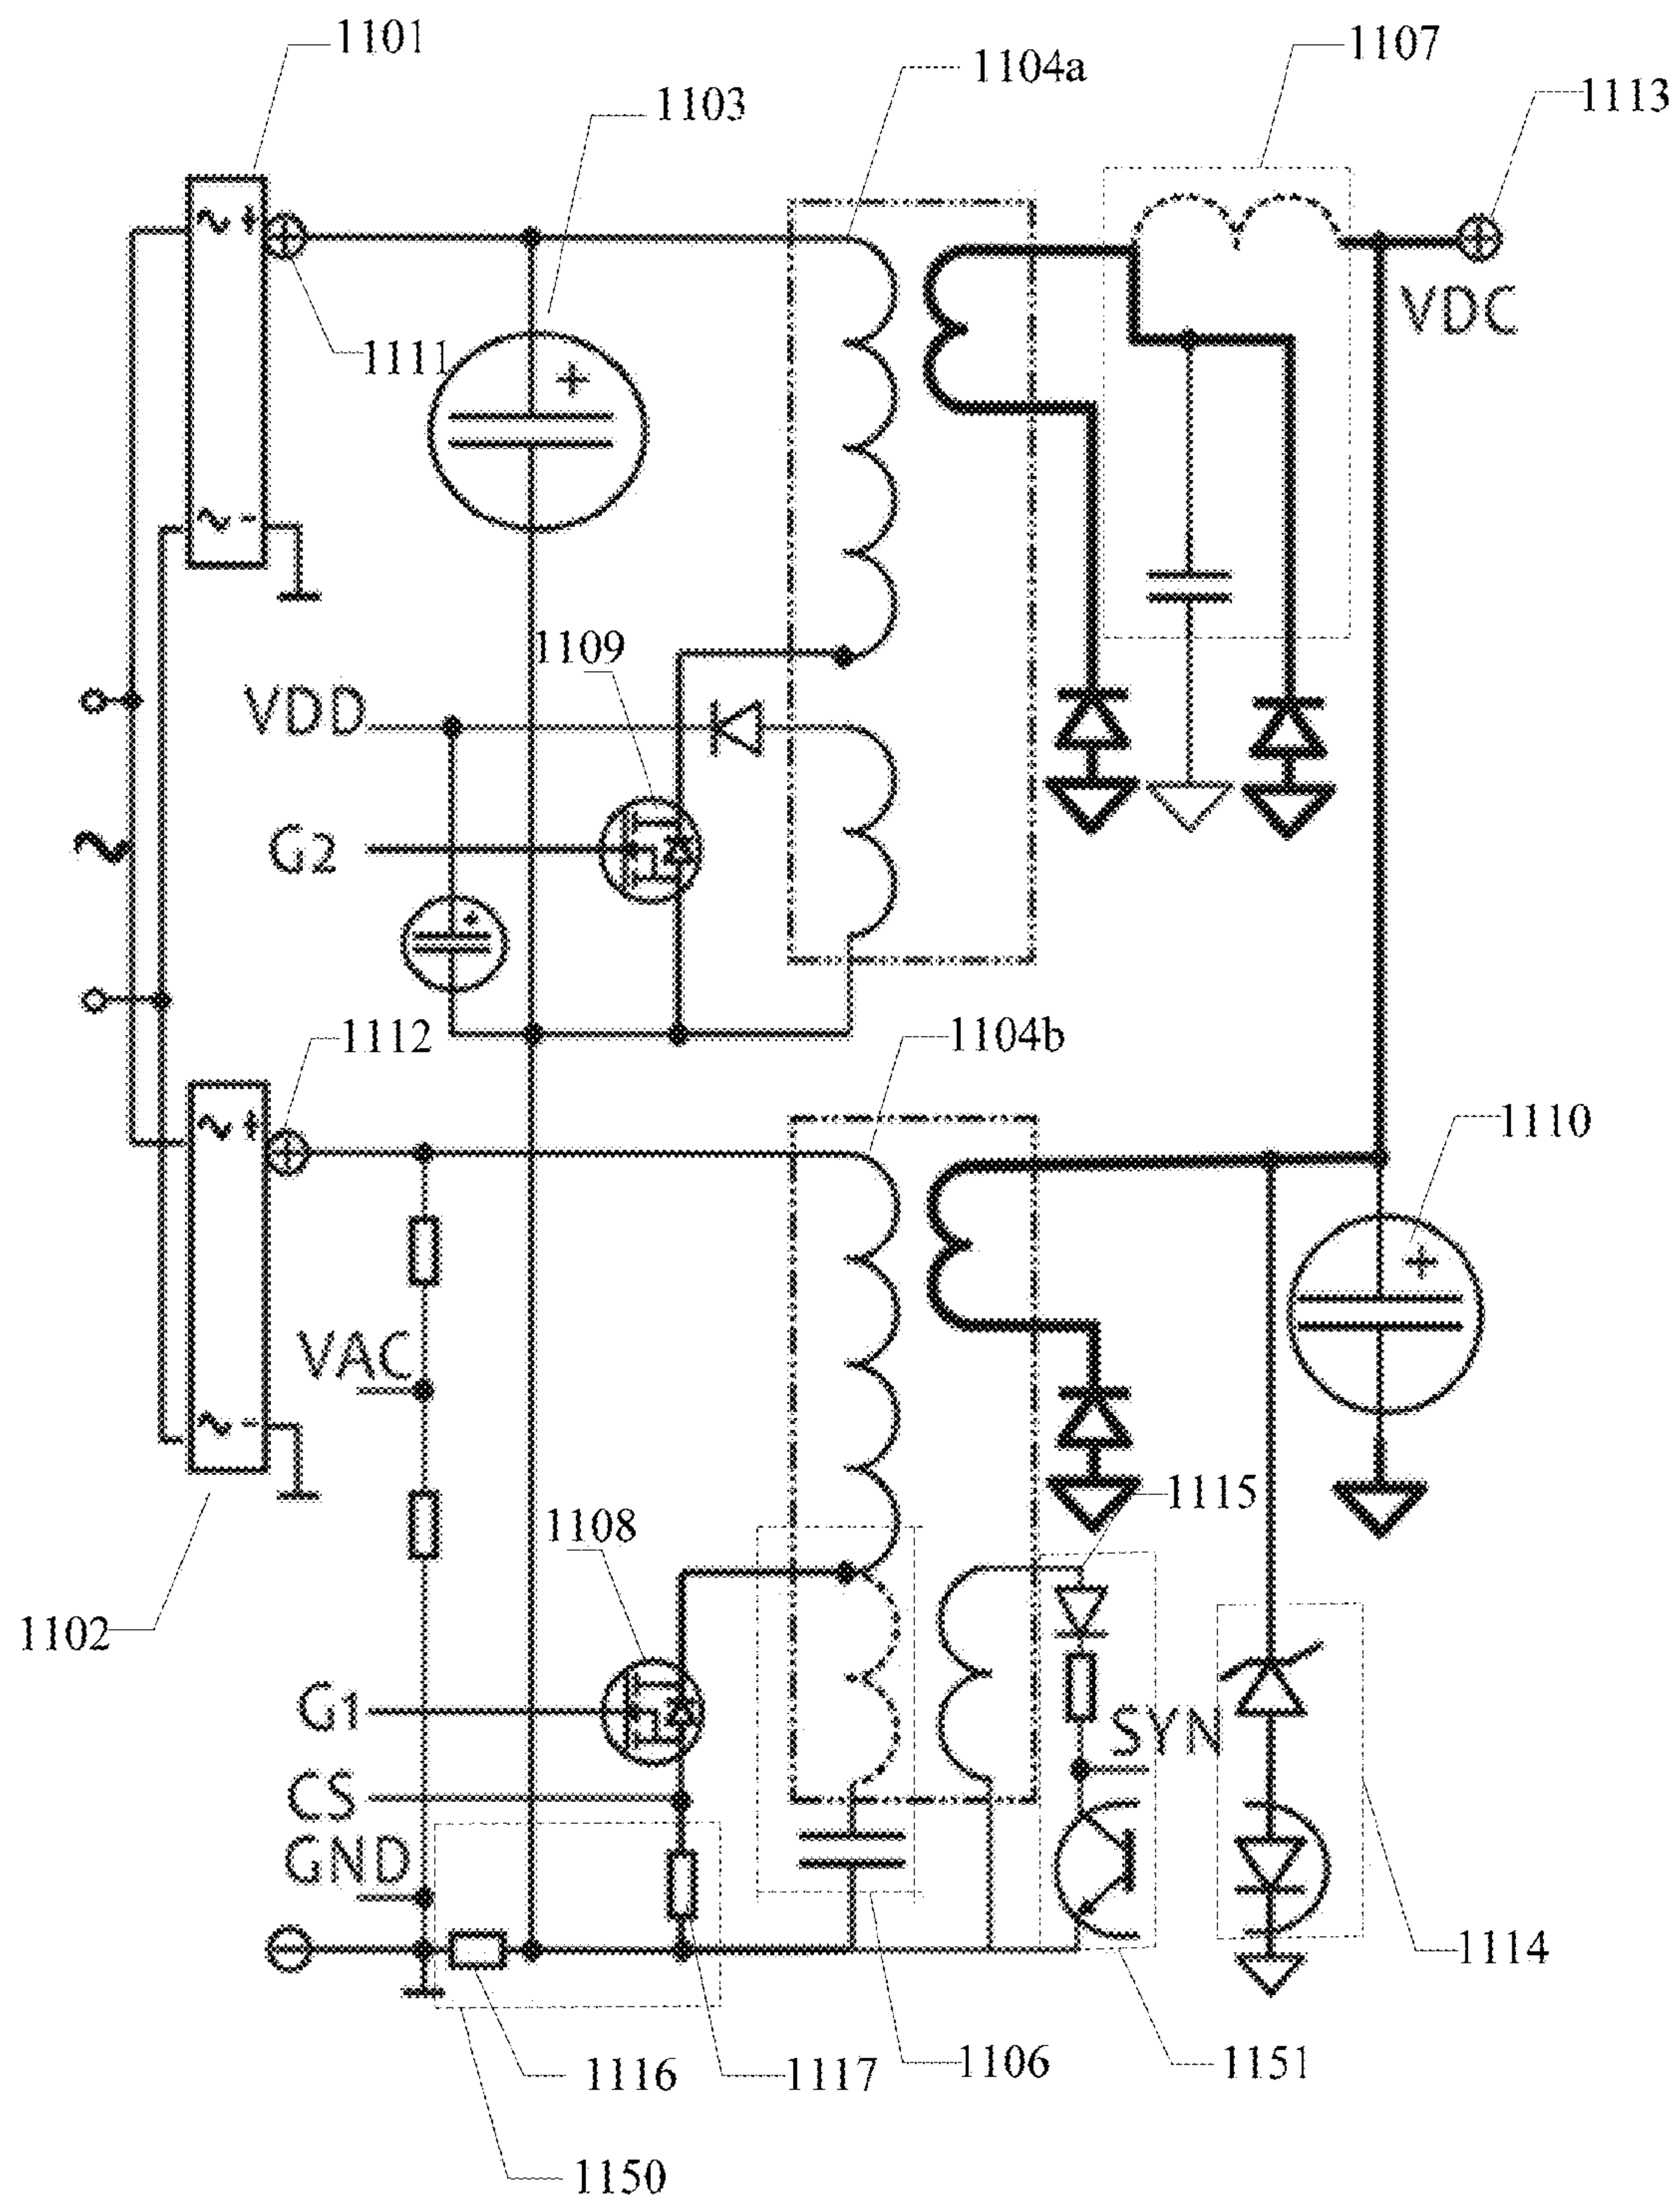 1101
1103
1104a
1107
1113
~ +
1111
+
VDC
~ -
1109
VDD
G2
~
+
1112
1104b
~ +
1110
+
VAC
~ -
1115
1108
1102
G1
SYN
CS
GND
1114
1116
1117
1106
1151
1150